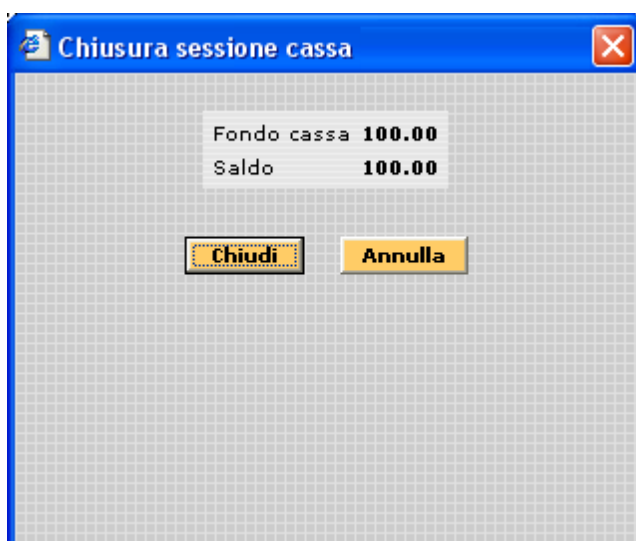 Chiusura sessione cassa
Fondo cassa 100.00
Saldo 100.00
Chiudi Annulla